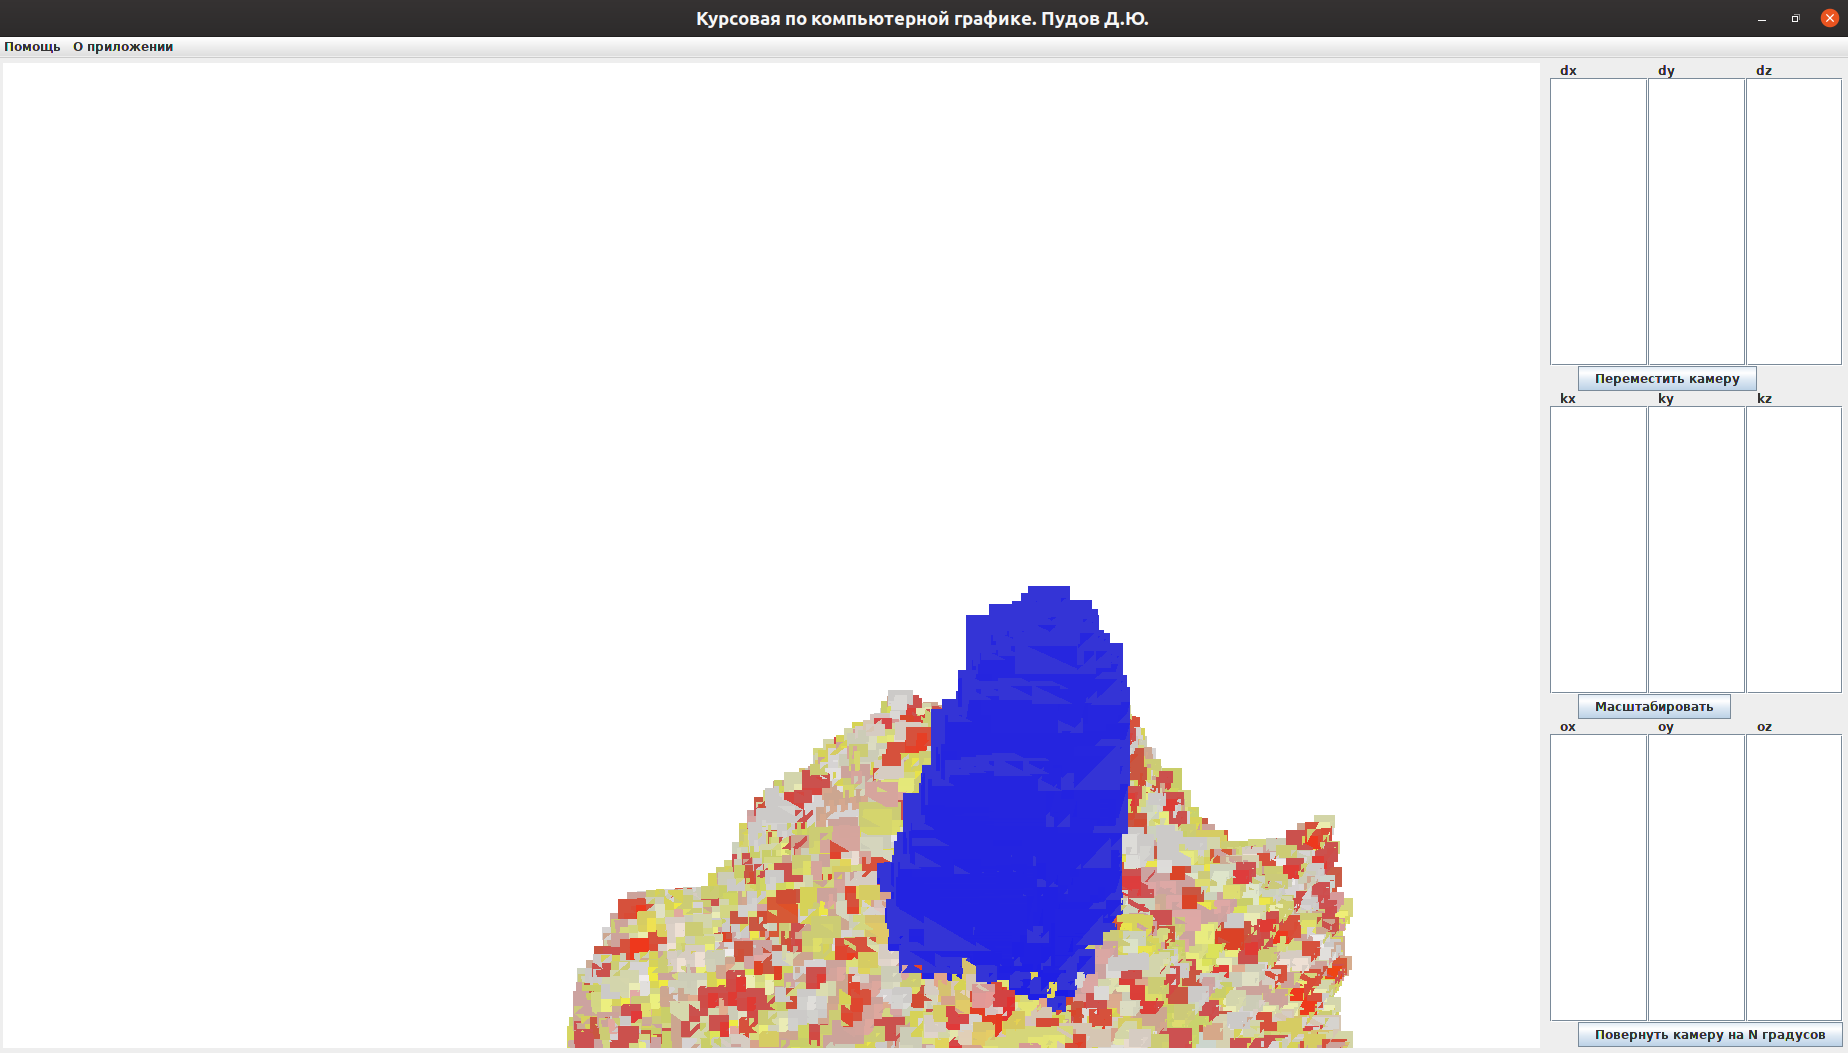 Курсовая по компьютерной графике. Пудов Д.Ю.
Помощь О приложении
dx dy dz
Переместить камеру
kx ky kz
Масштабировать
ox oy oz
Повернуть камеру на N градусов